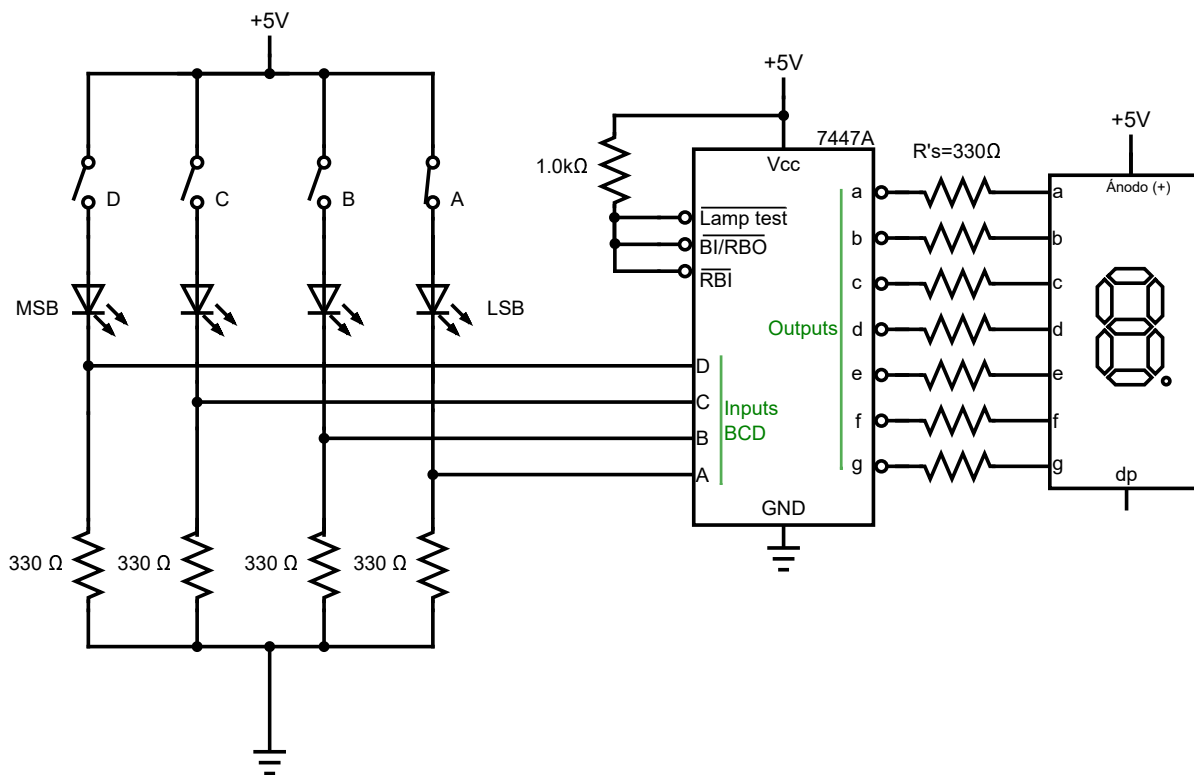 +5V
D
C
B
A
MSB
LSB
330 Ω
330 Ω
330 Ω
330 Ω
+5V
7447A
Vcc
1.0kΩ
Lamp test
BI/RBO
RBI
Outputs
a
b
c
d
e
f
g
D
C
B
A
Inputs
BCD
GND
R's=330Ω
+5V
Ánodo (+)
a
b
c
d
e
f
g
dp